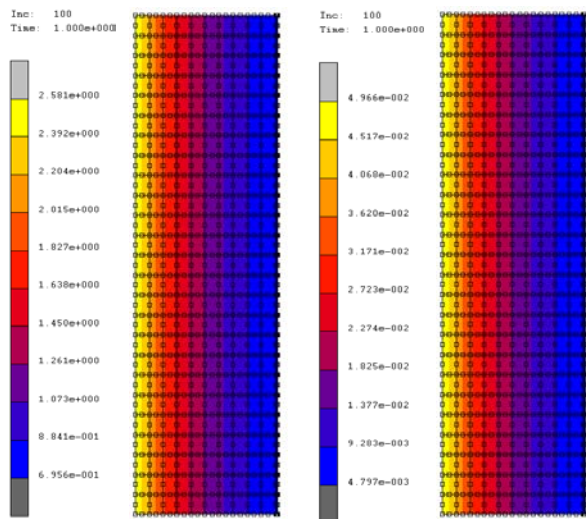 Inc: 100
Time: 1.000e+000
2.581e+000
2.392e+000
2.204e+000
2.015e+000
1.827e+000
1.638e+000
1.450e+000
1.261e+000
1.073e+000
8.841e-001
6.956e-001
Inc: 100
Time: 1.000e+000
4.966e-002
4.517e-002
4.068e-002
3.620e-002
3.171e-002
2.723e-002
2.274e-002
1.825e-002
1.377e-002
9.283e-003
4.797e-003